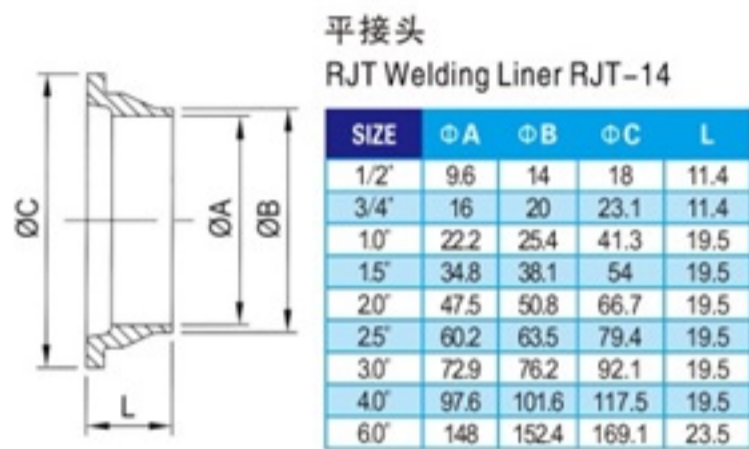 平接头
RJT Welding Liner RJT-14
SIZE ΦA ΦB ΦC L
1/2" 9.6 14 18 11.4
3/4" 16 20 23.1 11.4
1.0" 22.2 25.4 41.3 19.5
1.5" 34.8 38.1 54 19.5
2.0" 47.5 50.8 66.7 19.5
2.5" 60.2 63.5 79.4 19.5
3.0" 72.9 76.2 92.1 19.5
4.0" 97.6 101.6 117.5 19.5
6.0" 148 152.4 169.1 23.5
ØC
ØA
ØB
L